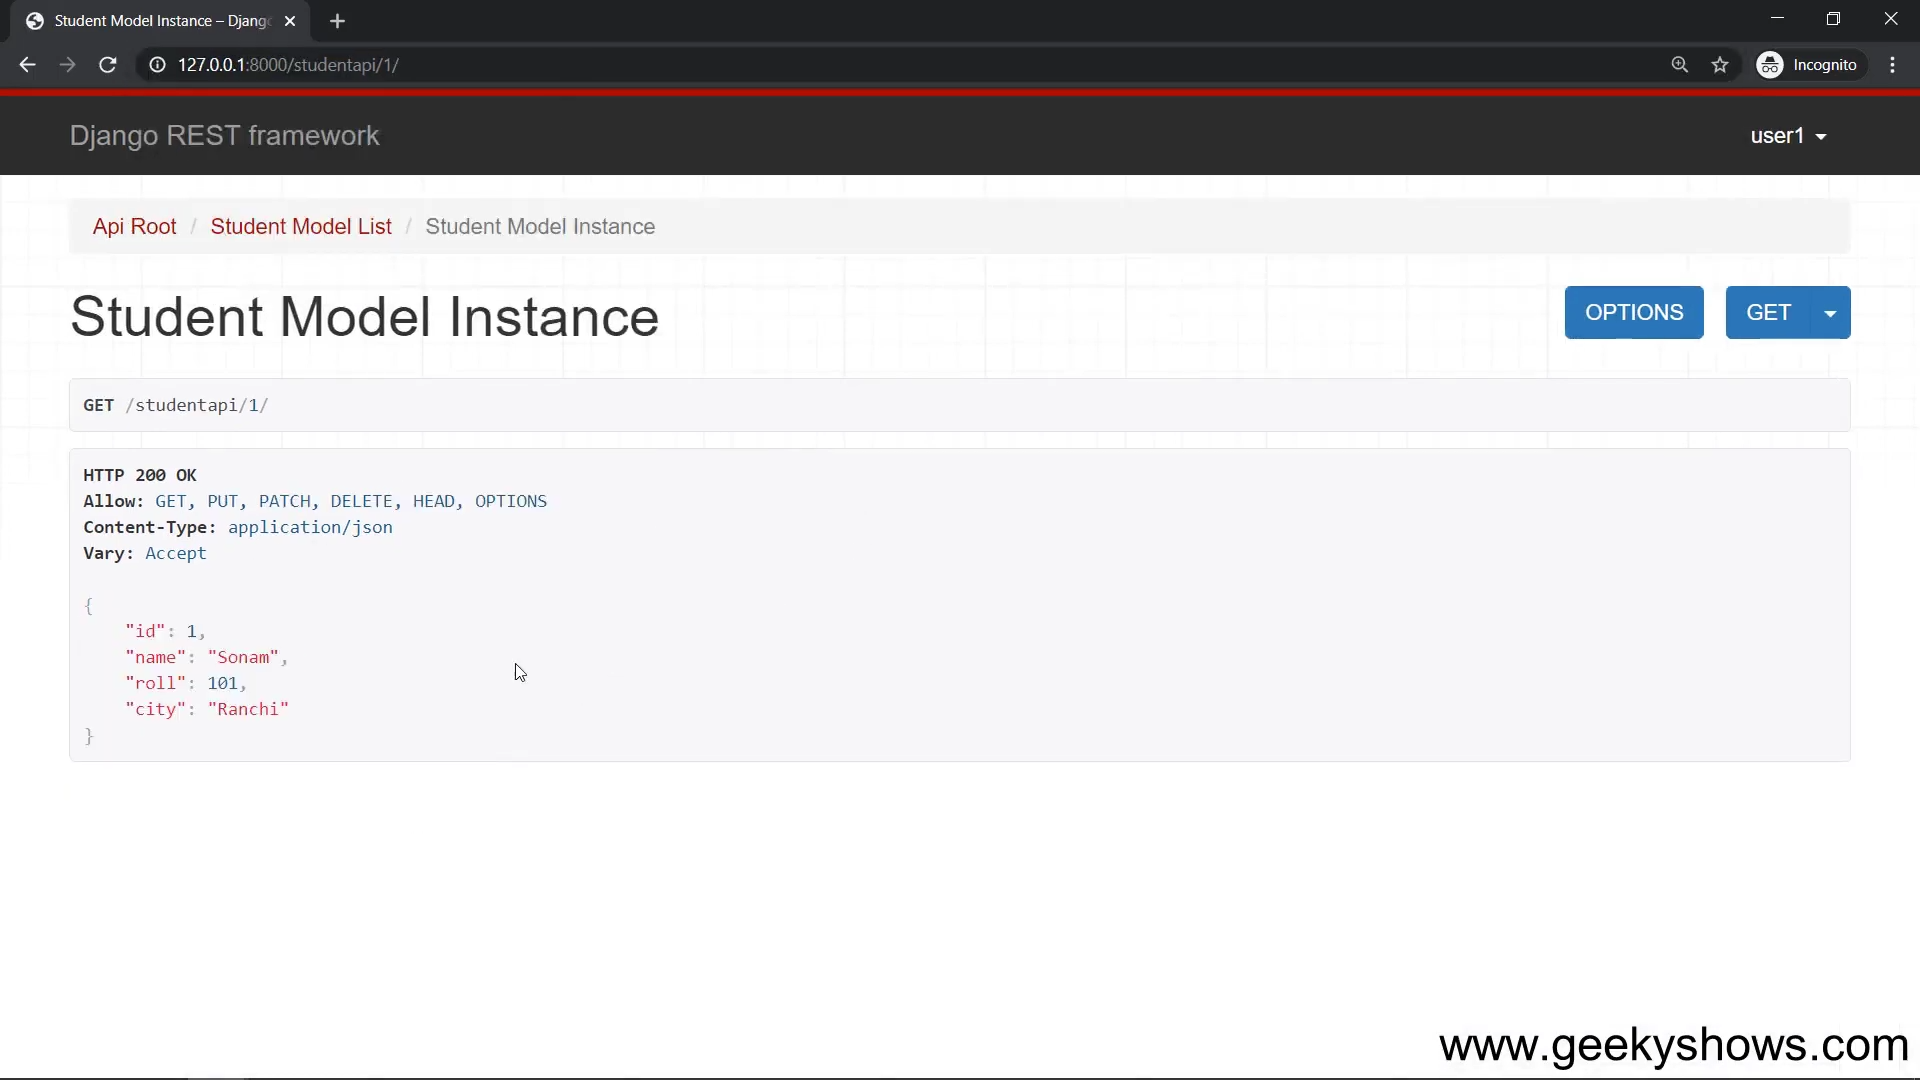 Student Model Instance – Django
127.0.0.1:8000/studentapi/1/
Incognito
Django REST framework
user1
Api Root / Student Model List / Student Model Instance
Student Model Instance
OPTIONS
GET
GET /studentapi/1/
HTTP 200 OK
Allow: GET, PUT, PATCH, DELETE, HEAD, OPTIONS
Content-Type: application/json
Vary: Accept
{
"id": 1,
"name": "Sonam",
"roll": 101,
"city": "Ranchi"
}
www.geekyshows.com